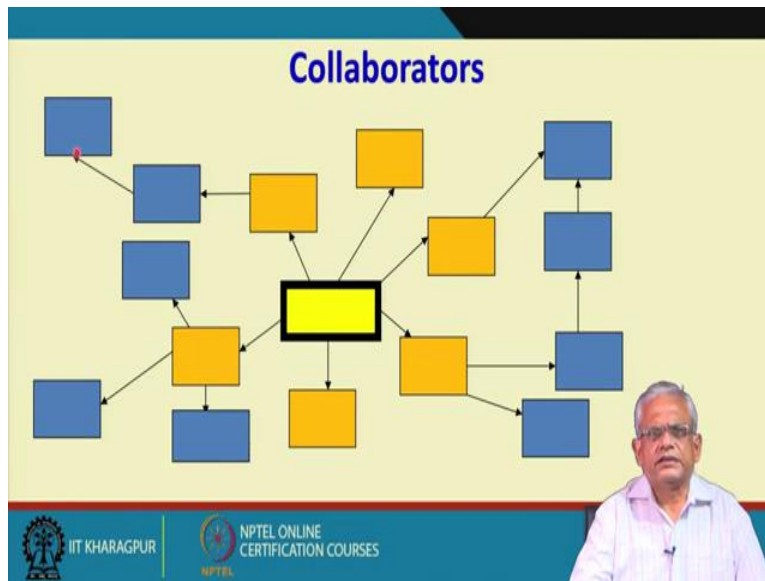 Collaborators
IIT KHARAGPUR
NPTEL
NPTEL ONLINE
CERTIFICATION COURSES